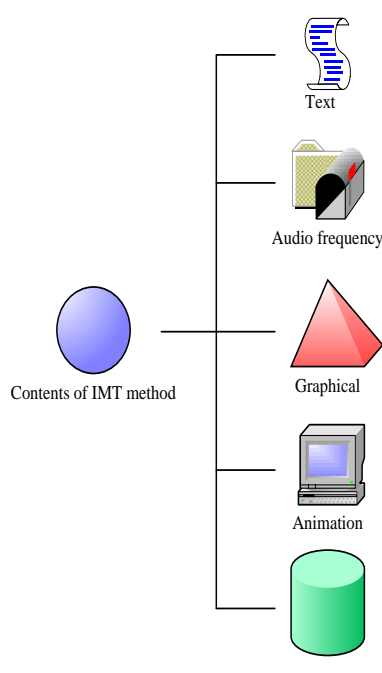 Text
Audio frequency
Contents of IMT method
Graphical
Animation